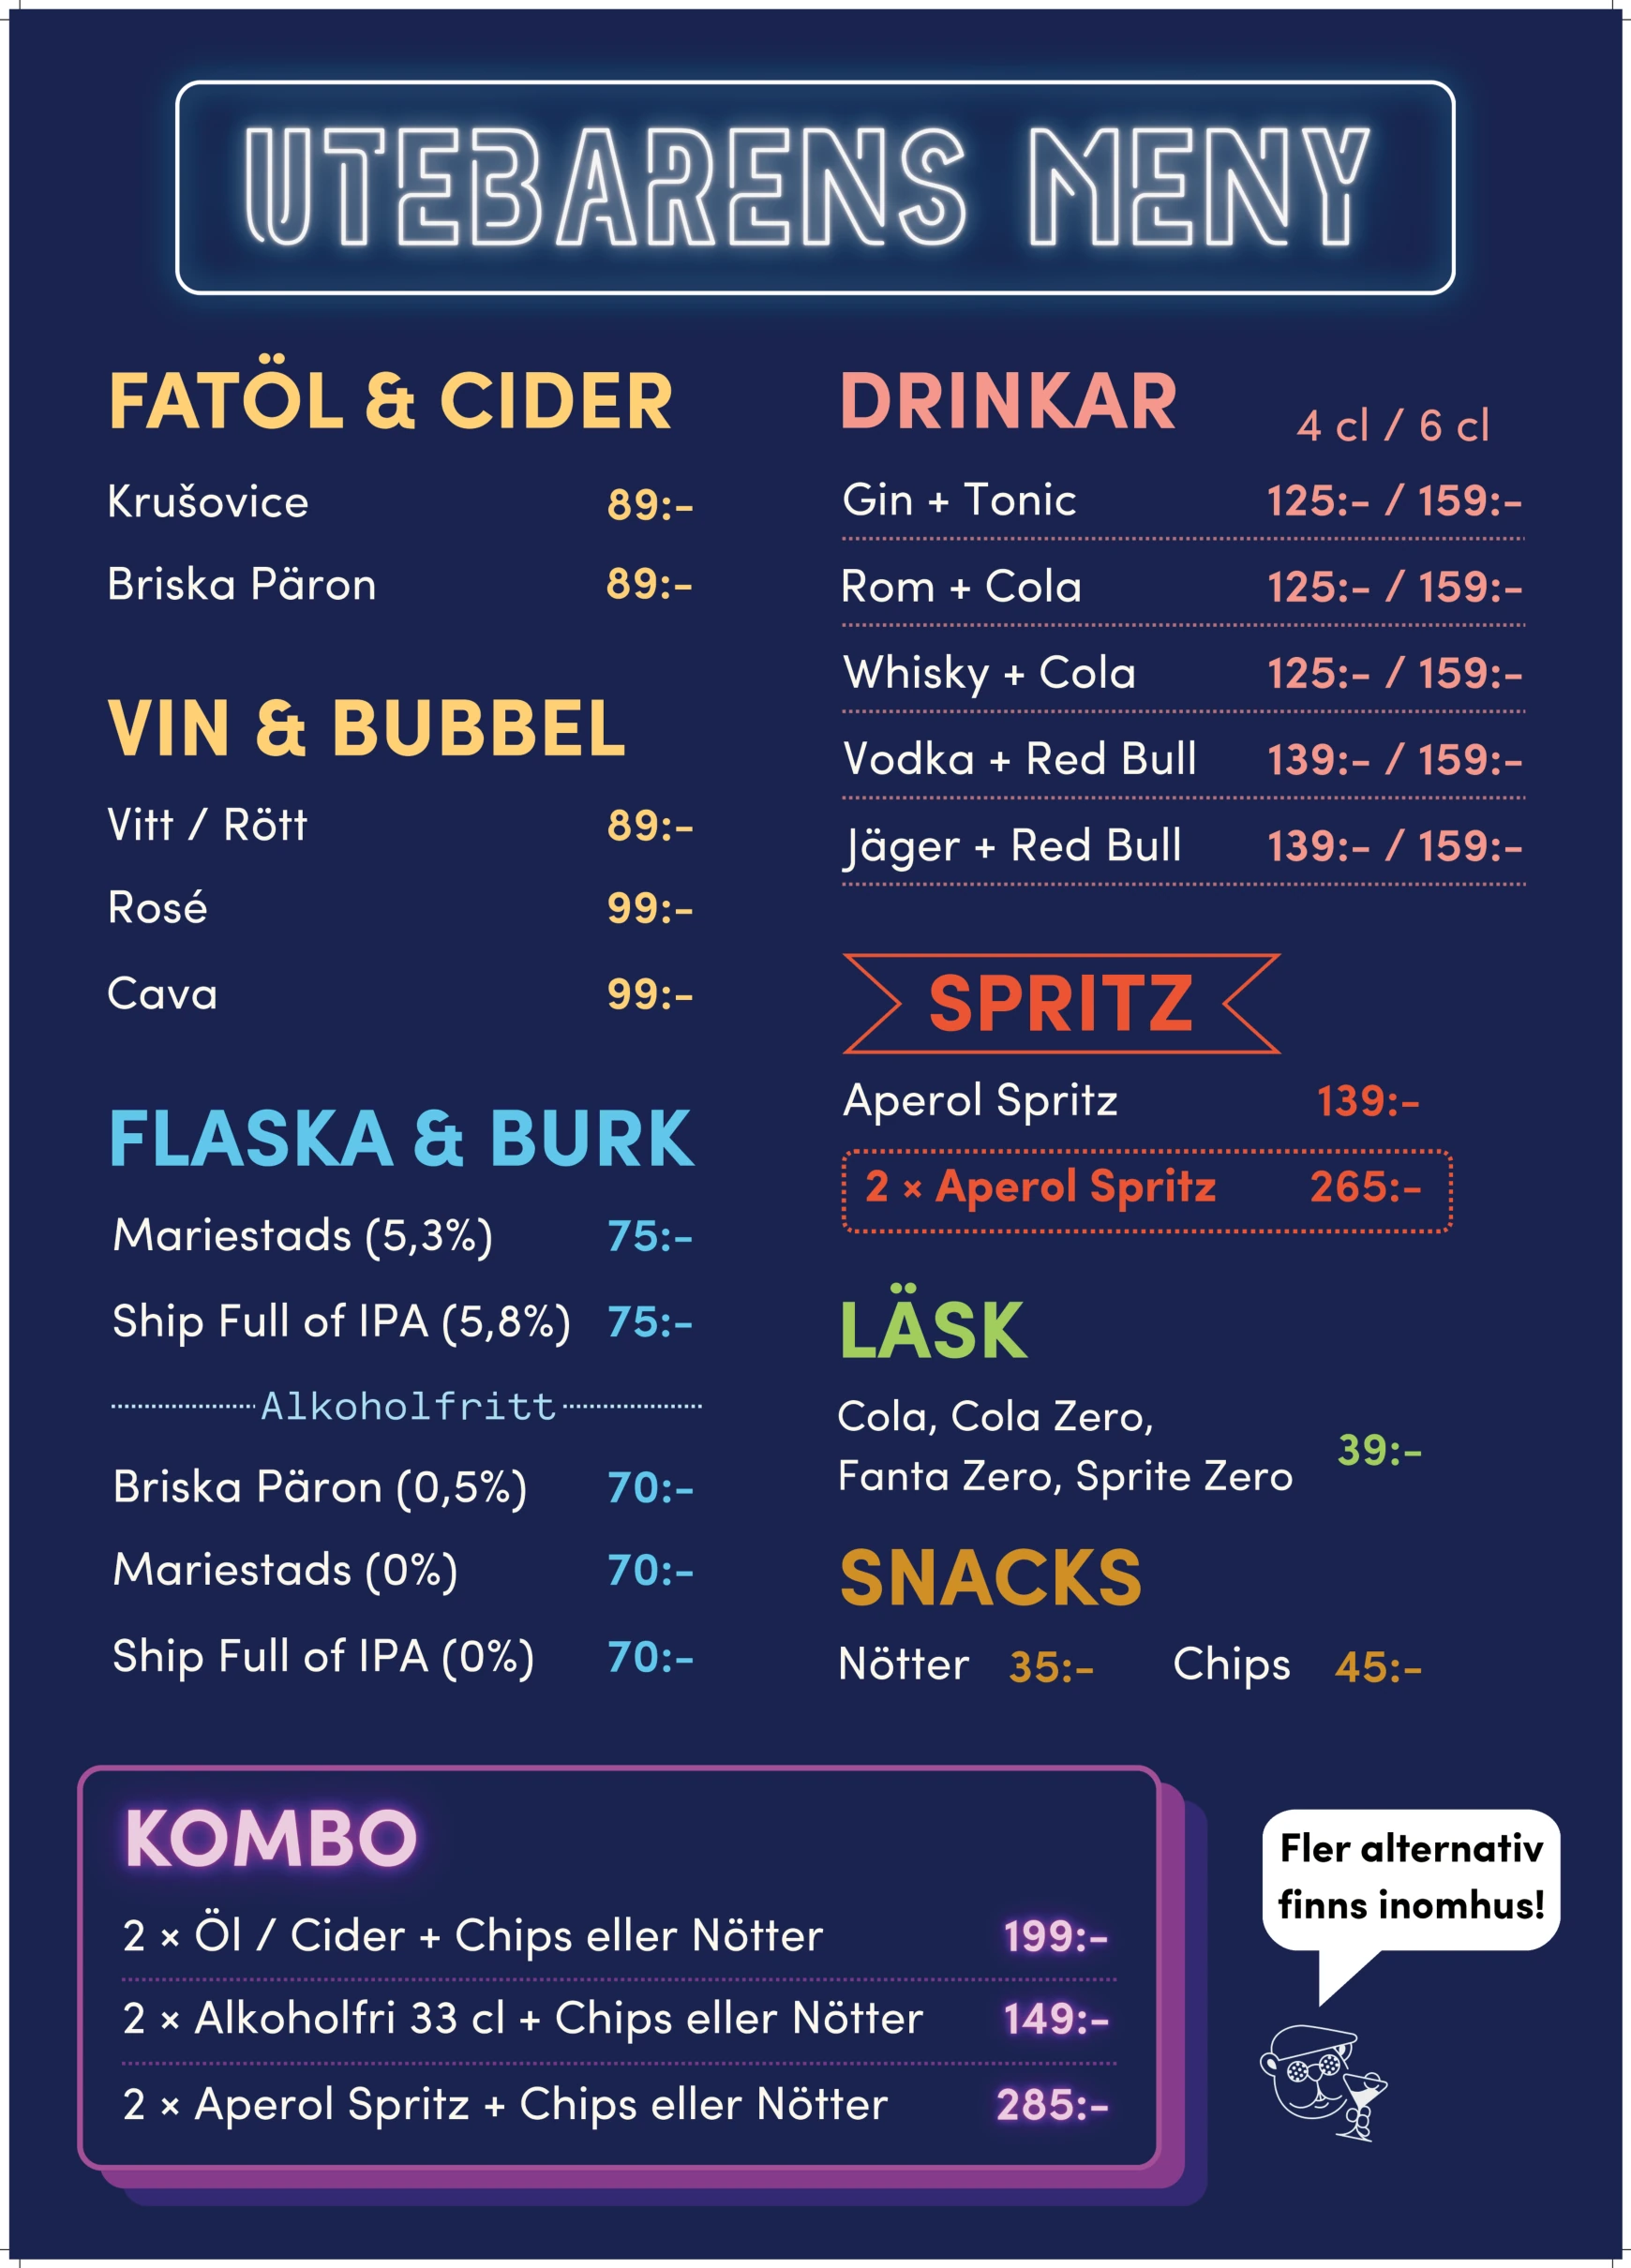 UTEBARENS MENY
FATÖL & CIDER
Krušovice 89:-
Briska Päron 89:-
VIN & BUBBEL
Vitt / Rött 89:-
Rosé 99:-
Cava 99:-
FLASKA & BURK
Mariestads (5,3%) 75:-
Ship Full of IPA (5,8%) 75:-
Alkoholfritt
Briska Päron (0,5%) 70:-
Mariestads (0%) 70:-
Ship Full of IPA (0%) 70:-
DRINKAR 4 cl / 6 cl
Gin + Tonic 125:- / 159:-
Rom + Cola 125:- / 159:-
Whisky + Cola 125:- / 159:-
Vodka + Red Bull 139:- / 159:-
Jäger + Red Bull 139:- / 159:-
SPRITZ
Aperol Spritz 139:-
2 × Aperol Spritz 265:-
LÄSK
Cola, Cola Zero,
Fanta Zero, Sprite Zero 39:-
SNACKS
Nötter 35:- Chips 45:-
KOMBO
2 × Öl / Cider + Chips eller Nötter 199:-
2 × Alkoholfri 33 cl + Chips eller Nötter 149:-
2 × Aperol Spritz + Chips eller Nötter 285:-
Fler alternativ
finns inomhus!